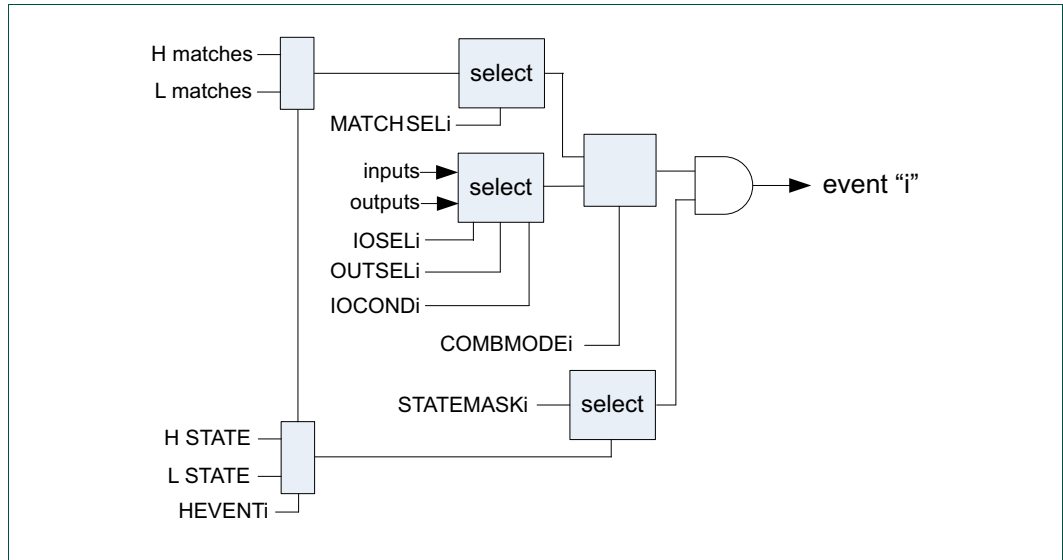 H matches
L matches
select
MATCHSELi
inputs
outputs
select
IOSELi
OUTSELi
IOCONDi
COMBMODEi
event “i”
STATEMASKi
select
H STATE
L STATE
HEVENTi